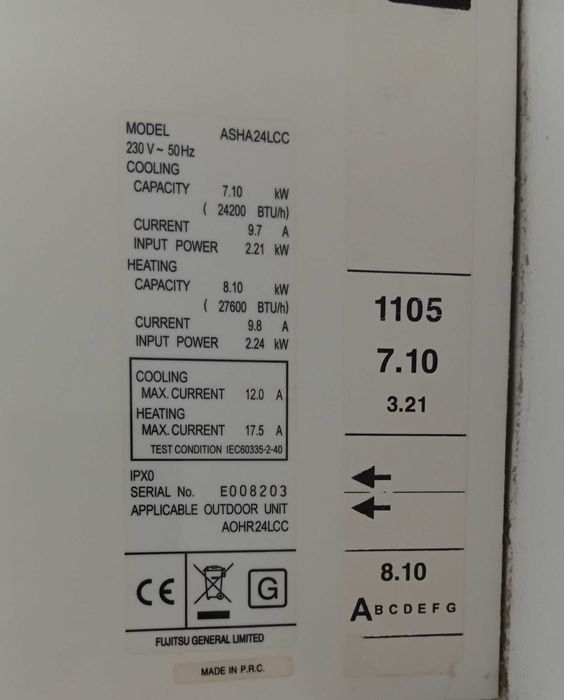 MODEL ASHA24LCC
230 V~ 50Hz
COOLING
CAPACITY 7.10 kW
( 24200 BTU/h)
CURRENT 9.7 A
INPUT POWER 2.21 kW
HEATING
CAPACITY 8.10 kW
( 27600 BTU/h)
CURRENT 9.8 A
INPUT POWER 2.24 kW
COOLING
MAX. CURRENT 12.0 A
HEATING
MAX. CURRENT 17.5 A
TEST CONDITION IEC60335-2-40
IPX0
SERIAL No. E008203
APPLICABLE OUTDOOR UNIT
AOHR24LCC
CE G
FUJITSU GENERAL LIMITED
MADE IN P.R.C.
1105
7.10
3.21
8.10
A B C D E F G